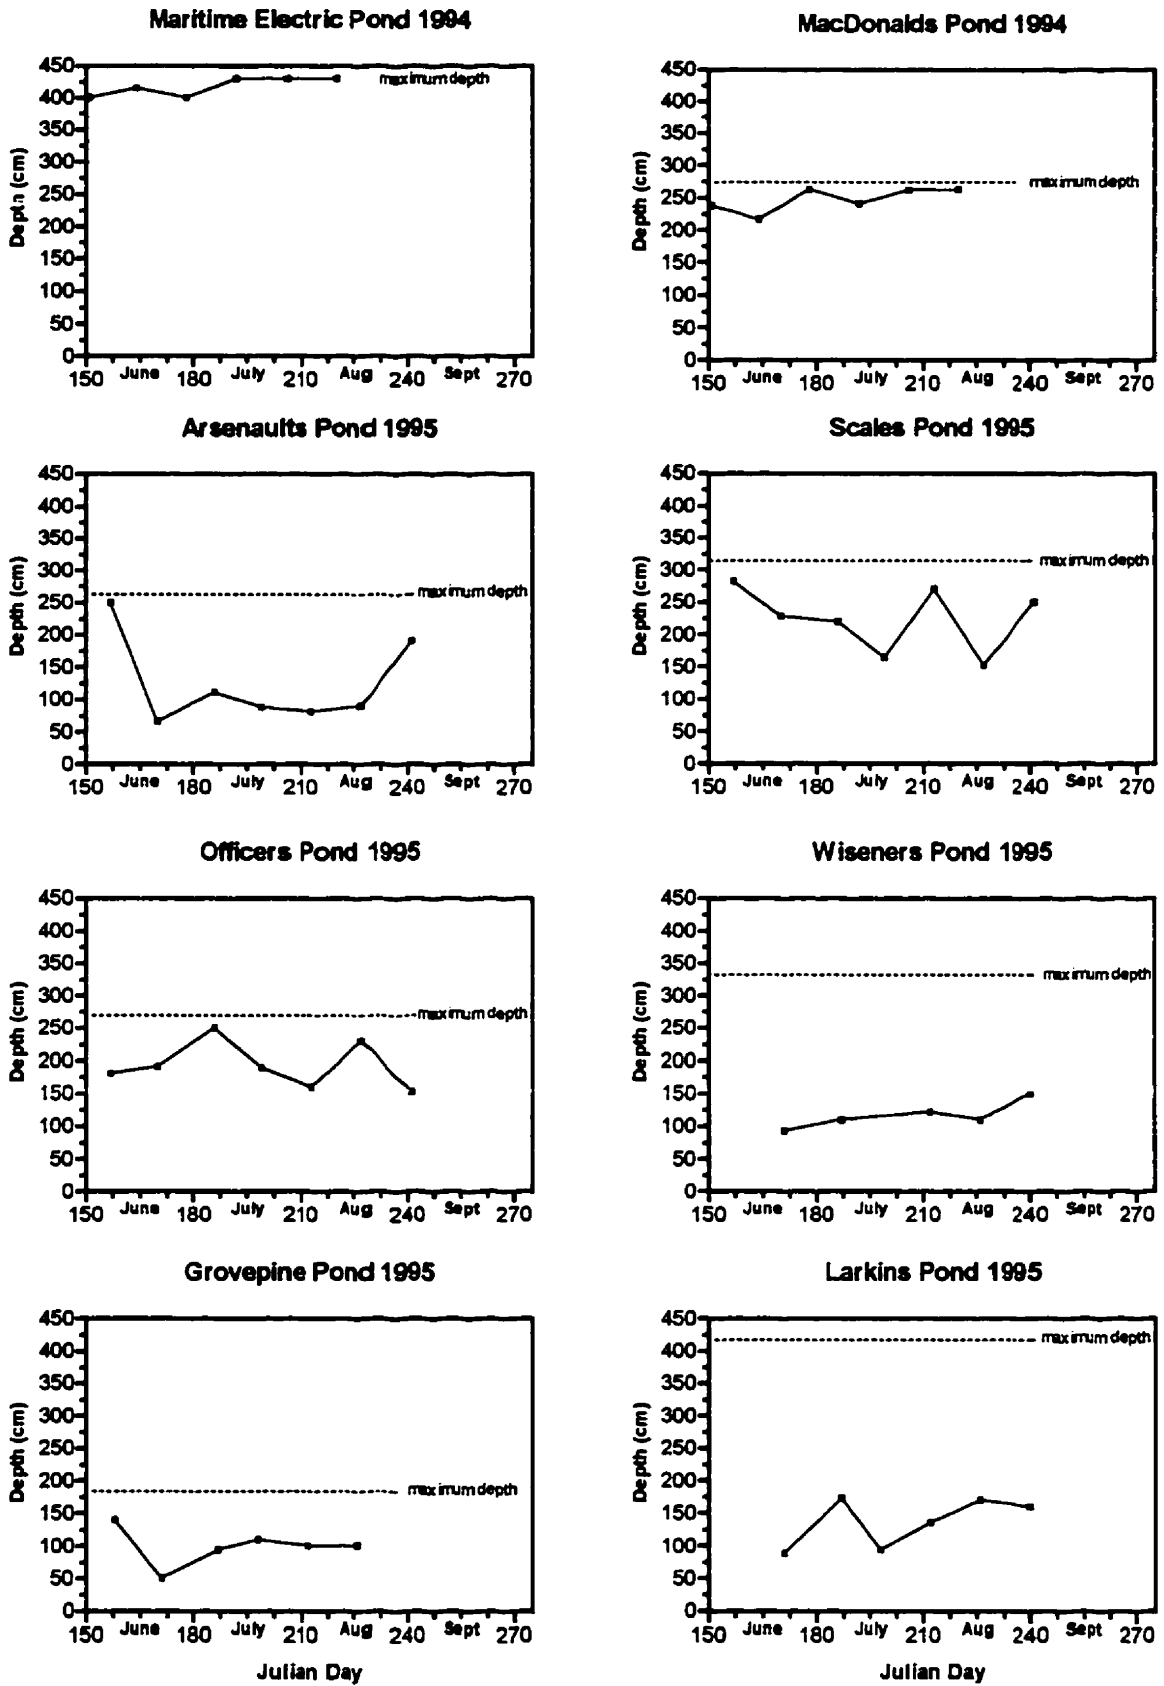 Maritime Electric Pond 1994
450
400
350
300
250
200
150
100
50
0
Depth (cm)
maximum depth
150 June 180 July 210 Aug 240 Sept 270
MacDonalds Pond 1994
450
400
350
300
250
200
150
100
50
0
Depth (cm)
maximum depth
150 June 180 July 210 Aug 240 Sept 270
Arsenaults Pond 1995
450
400
350
300
250
200
150
100
50
0
Depth (cm)
maximum depth
150 June 180 July 210 Aug 240 Sept 270
Scales Pond 1995
450
400
350
300
250
200
150
100
50
0
Depth (cm)
maximum depth
150 June 180 July 210 Aug 240 Sept 270
Officers Pond 1995
450
400
350
300
250
200
150
100
50
0
Depth (cm)
maximum depth
150 June 180 July 210 Aug 240 Sept 270
Wiseners Pond 1995
450
400
350
300
250
200
150
100
50
0
Depth (cm)
maximum depth
150 June 180 July 210 Aug 240 Sept 270
Grovepine Pond 1995
450
400
350
300
250
200
150
100
50
0
Depth (cm)
maximum depth
150 June 180 July 210 Aug 240 Sept 270
Julian Day
Larkins Pond 1995
450
400
350
300
250
200
150
100
50
0
Depth (cm)
maximum depth
150 June 180 July 210 Aug 240 Sept 270
Julian Day